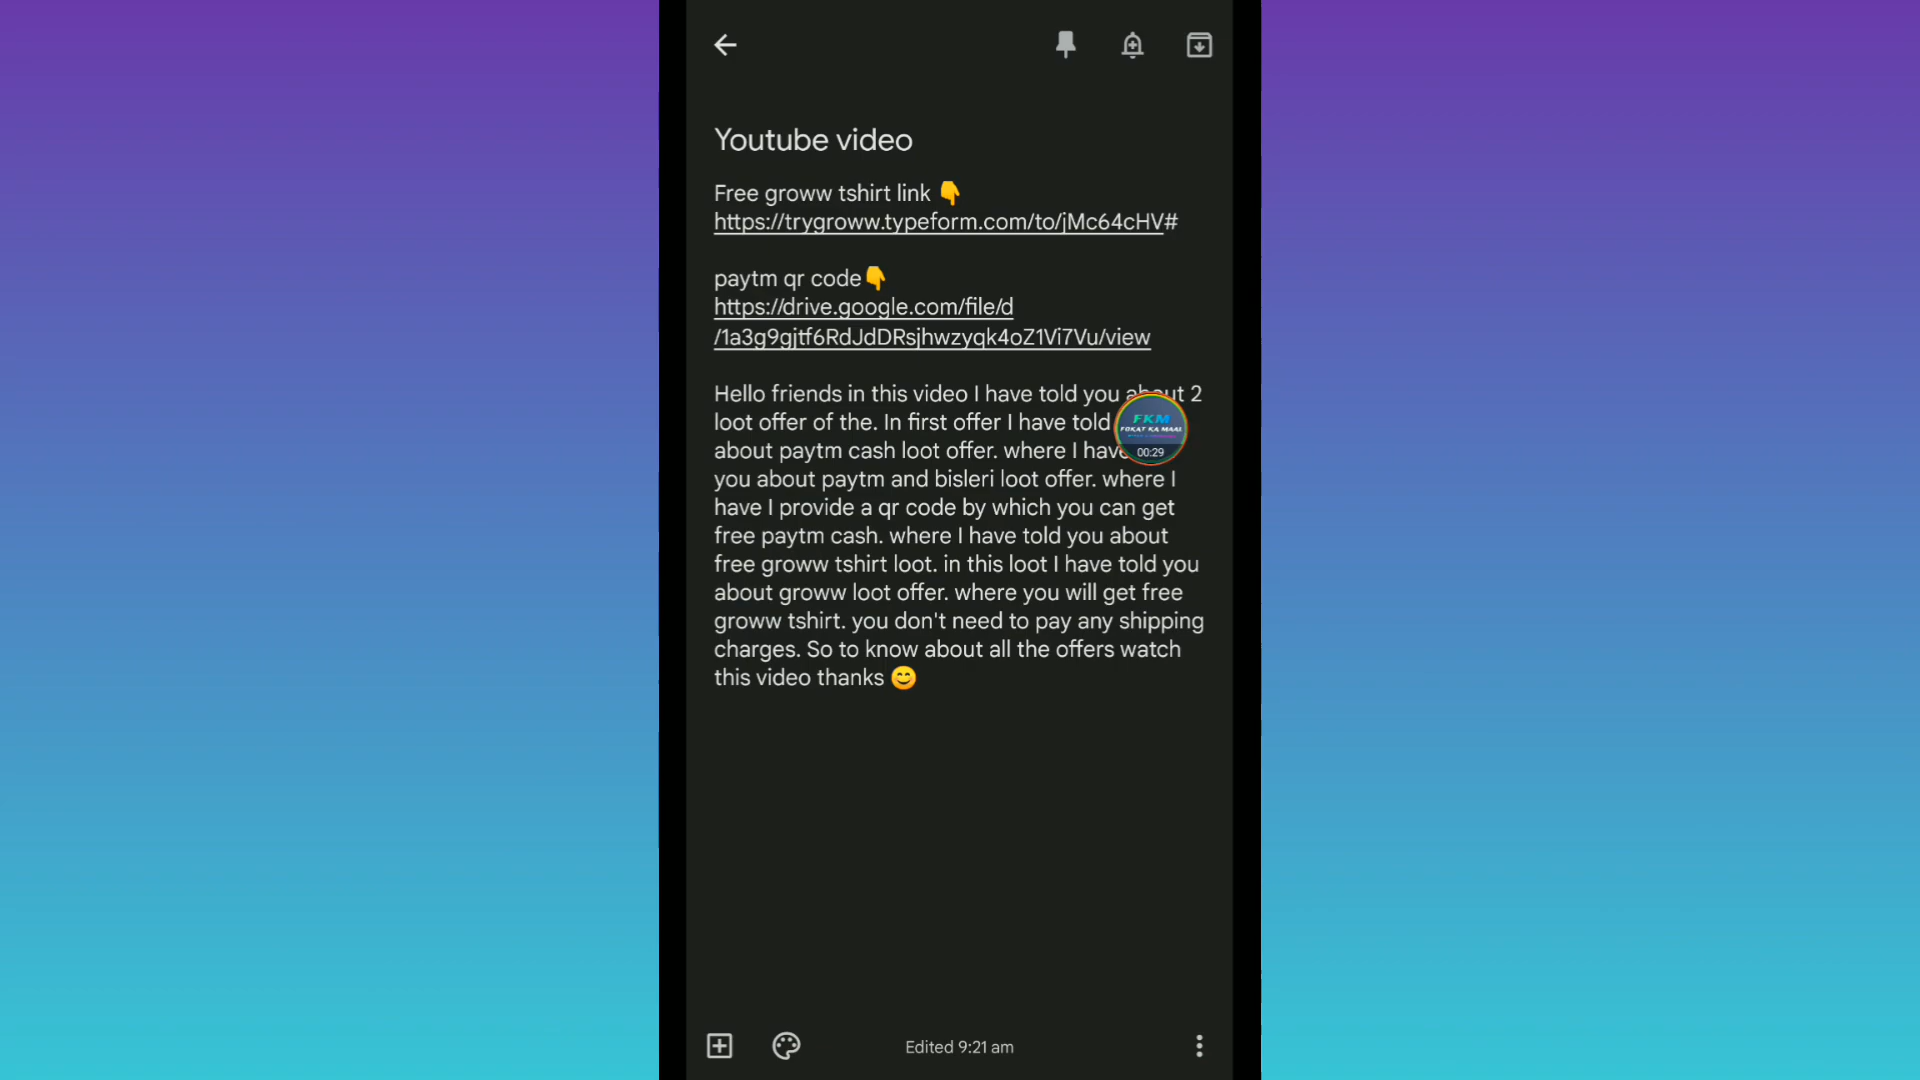 Youtube video
Free groww tshirt link 👇
https://trygroww.typeform.com/to/jMc64cHV#
paytm qr code👇
https://drive.google.com/file/d
/1a3g9gjtf6RdJdDRsjhwzyqk4oZ1Vi7Vu/view
Hello friends in this video I have told you about 2
loot offer of the. In first offer I have told
about paytm cash loot offer. where I have
you about paytm and bisleri loot offer. where I
have I provide a qr code by which you can get
free paytm cash. where I have told you about
free groww tshirt loot. in this loot I have told you
about groww loot offer. where you will get free
groww tshirt. you don't need to pay any shipping
charges. So to know about all the offers watch
this video thanks 😊
FKM
FOKAT KA MAAL
00:29
Edited 9:21 am